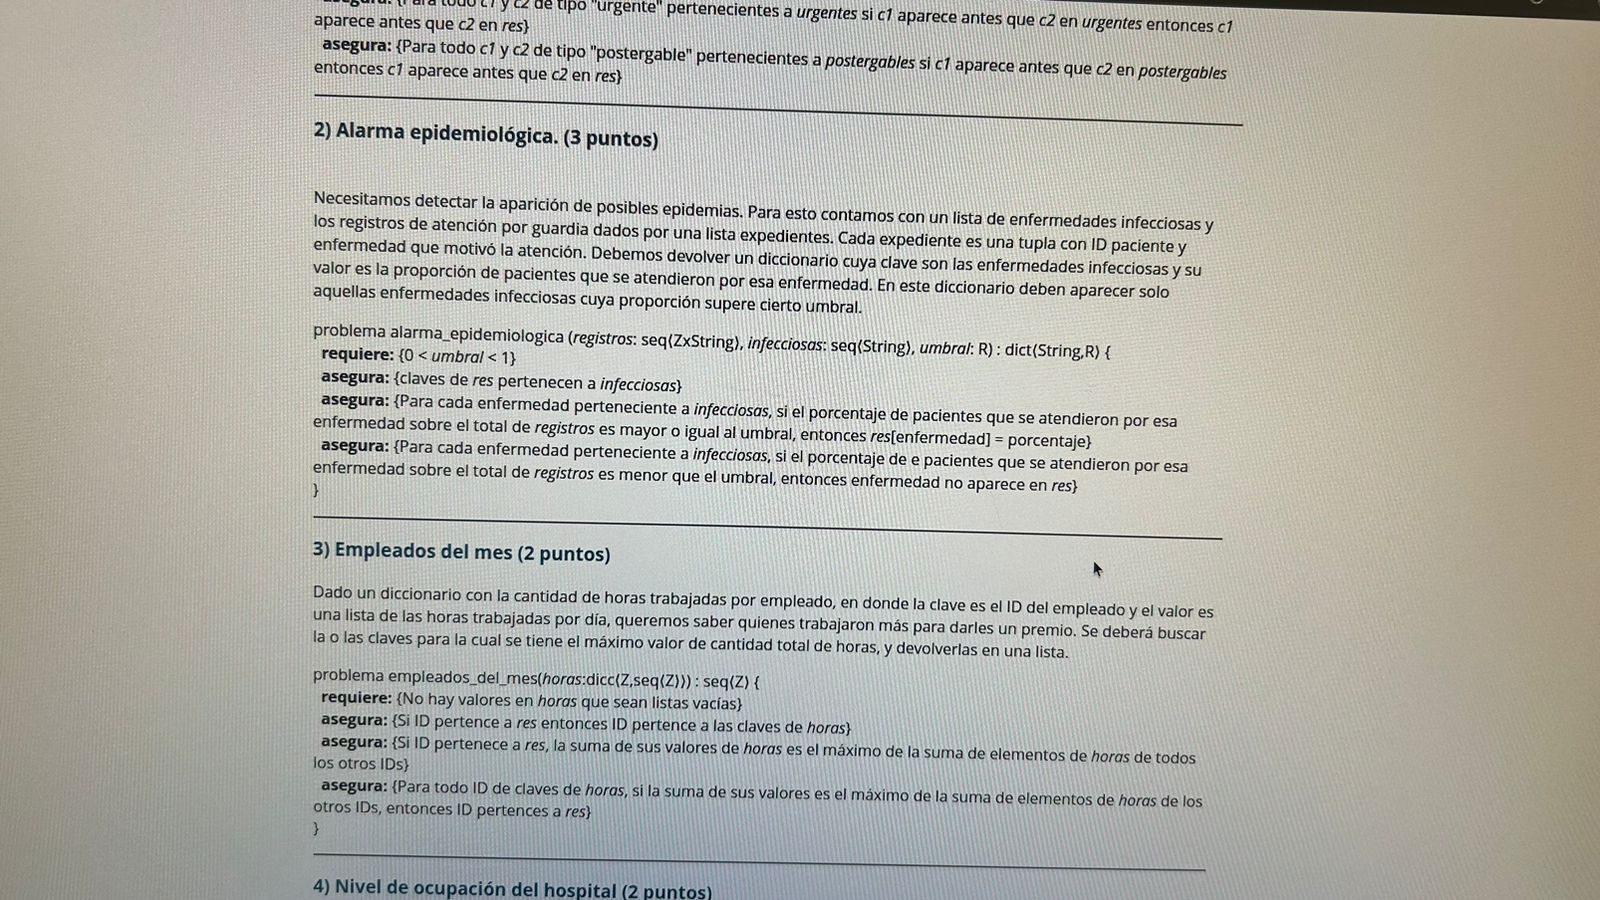 c1 y c2 de tipo "urgente" pertenecientes a urgentes si c1 aparece antes que c2 en urgentes entonces c1
aparece antes que c2 en res}
asegura: {Para todo c1 y c2 de tipo "postergable" pertenecientes a postergables si c1 aparece antes que c2 en postergables
entonces c1 aparece antes que c2 en res}
2) Alarma epidemiológica. (3 puntos)
Necesitamos detectar la aparición de posibles epidemias. Para esto contamos con un lista de enfermedades infecciosas y
los registros de atención por guardia dados por una lista expedientes. Cada expediente es una tupla con ID paciente y
enfermedad que motivó la atención. Debemos devolver un diccionario cuya clave son las enfermedades infecciosas y su
valor es la proporción de pacientes que se atendieron por esa enfermedad. En este diccionario deben aparecer solo
aquellas enfermedades infecciosas cuya proporción supere cierto umbral.
problema alarma_epidemiologica (registros: seq⟨ZxString⟩, infecciosas: seq⟨String⟩, umbral: R) : dict⟨String,R⟩ {
requiere: {0 < umbral < 1}
asegura: {claves de res pertenecen a infecciosas}
asegura: {Para cada enfermedad perteneciente a infecciosas, si el porcentaje de pacientes que se atendieron por esa
enfermedad sobre el total de registros es mayor o igual al umbral, entonces res[enfermedad] = porcentaje}
asegura: {Para cada enfermedad perteneciente a infecciosas, si el porcentaje de e pacientes que se atendieron por esa
enfermedad sobre el total de registros es menor que el umbral, entonces enfermedad no aparece en res}
}
3) Empleados del mes (2 puntos)
Dado un diccionario con la cantidad de horas trabajadas por empleado, en donde la clave es el ID del empleado y el valor es
una lista de las horas trabajadas por día, queremos saber quienes trabajaron más para darles un premio. Se deberá buscar
la o las claves para la cual se tiene el máximo valor de cantidad total de horas, y devolverlas en una lista.
problema empleados_del_mes(horas:dicc⟨Z,seq⟨Z⟩⟩) : seq⟨Z⟩ {
requiere: {No hay valores en horas que sean listas vacías}
asegura: {Si ID pertence a res entonces ID pertence a las claves de horas}
asegura: {Si ID pertenece a res, la suma de sus valores de horas es el máximo de la suma de elementos de horas de todos
los otros IDs}
asegura: {Para todo ID de claves de horas, si la suma de sus valores es el máximo de la suma de elementos de horas de los
otros IDs, entonces ID pertences a res}
}
4) Nivel de ocupación del hospital (2 puntos)